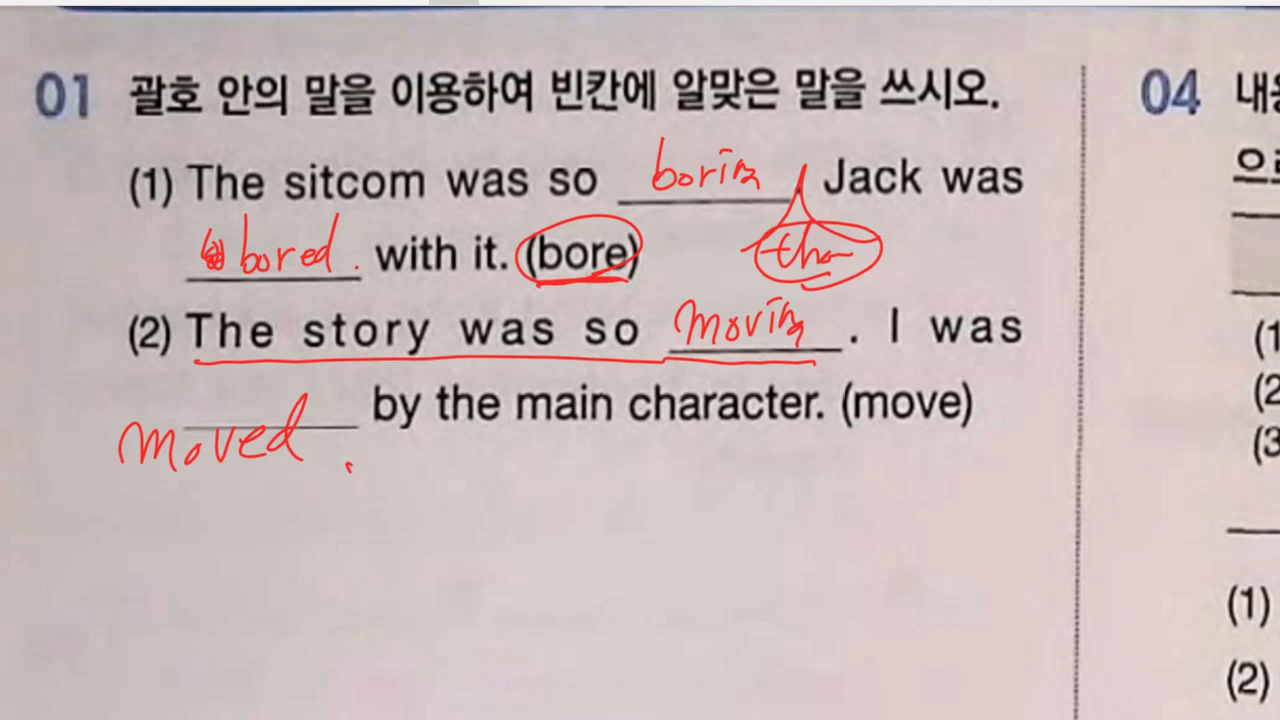 01 괄호 안의 말을 이용하여 빈칸에 알맞은 말을 쓰시오.
(1) The sitcom was so boring. Jack was
bored. with it. (bore) tha
(2) The story was so moving. I was
moved. by the main character. (move)
04
(1)
(2)